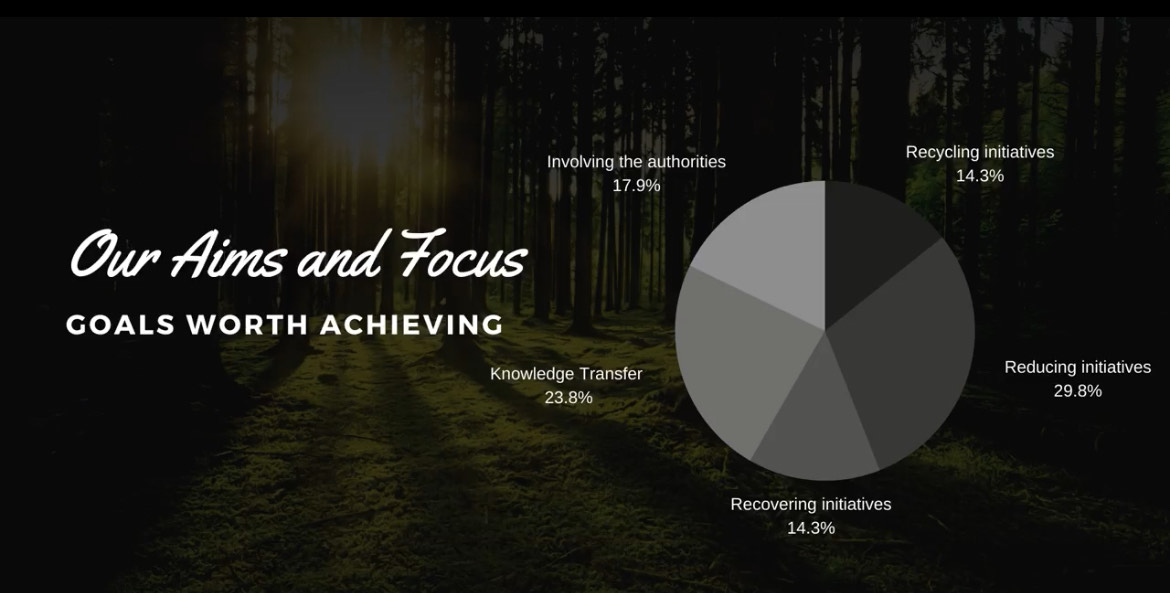 Our Aims and Focus
GOALS WORTH ACHIEVING
Involving the authorities
17.9%
Recycling initiatives
14.3%
Knowledge Transfer
23.8%
Reducing initiatives
29.8%
Recovering initiatives
14.3%